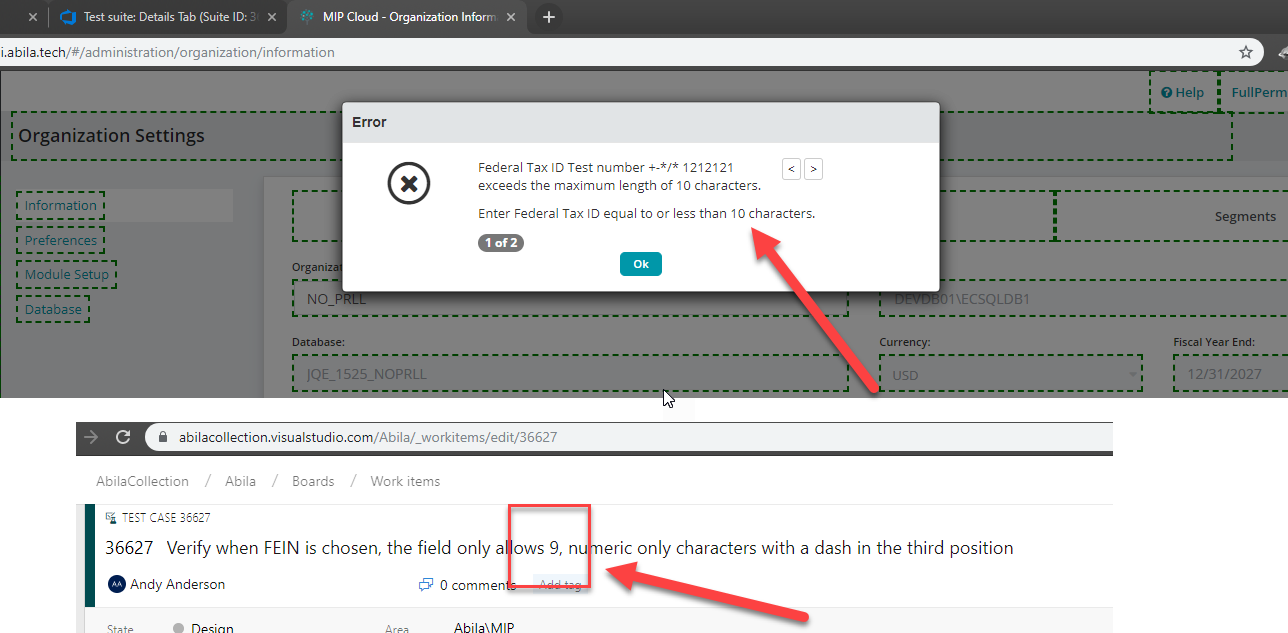 Test suite: Details Tab (Suite ID: 3
MIP Cloud - Organization Inform
i.abila.tech/#/administration/organization/information
Help
FullPerm
Organization Settings
Error
Federal Tax ID Test number +-*/* 1212121
exceeds the maximum length of 10 characters.
< >
Enter Federal Tax ID equal to or less than 10 characters.
1 of 2
Ok
Information
Preferences
Module Setup
Database
Segments
Organizat
NO_PRLL
DEVDB01\ECSQLDB1
Database:
Currency:
Fiscal Year End:
JQE_1525_NOPRLL
USD
12/31/2027
abilacollection.visualstudio.com/Abila/_workitems/edit/36627
AbilaCollection / Abila / Boards / Work items
TEST CASE 36627
36627 Verify when FEIN is chosen, the field only allows 9, numeric only characters with a dash in the third position
AA Andy Anderson
0 comments
Add tag
State
Design
Area
Abila\MIP